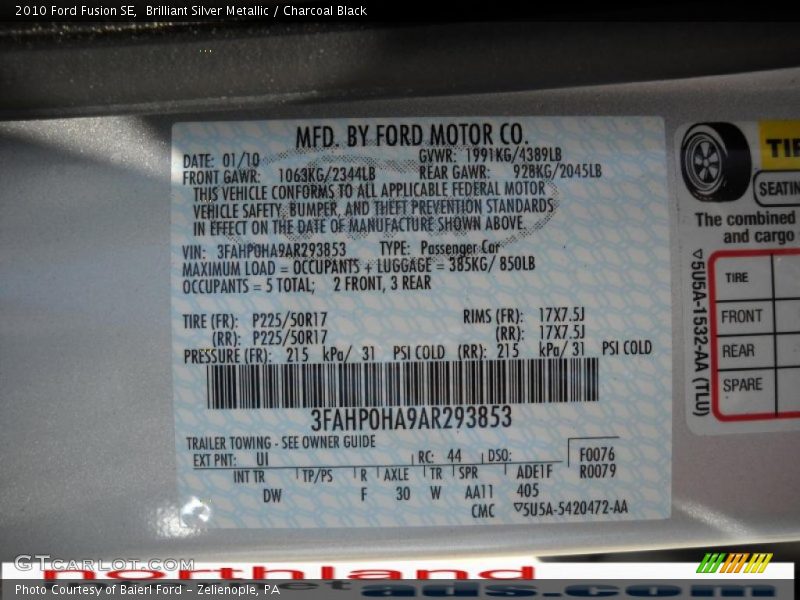 2010 Ford Fusion SE, Brilliant Silver Metallic / Charcoal Black
MFD. BY FORD MOTOR CO.
DATE: 01/10 GVWR: 1991KG/4389LB
FRONT GAWR: 1063KG/2344LB REAR GAWR: 928KG/2045LB
THIS VEHICLE CONFORMS TO ALL APPLICABLE FEDERAL MOTOR
VEHICLE SAFETY, BUMPER, AND THEFT PREVENTION STANDARDS
IN EFFECT ON THE DATE OF MANUFACTURE SHOWN ABOVE
VIN: 3FAHP0HA9AR293853 TYPE: Passenger Car
MAXIMUM LOAD = OCCUPANTS + LUGGAGE = 385KG/ 850LB
OCCUPANTS = 5 TOTAL; 2 FRONT, 3 REAR
TIRE (FR): P225/50R17 RIMS (FR): 17X7.5J
(RR): P225/50R17 (RR): 17X7.5J
PRESSURE (FR): 215 kPa/ 31 PSI COLD (RR): 215 kPa/ 31 PSI COLD
3FAHP0HA9AR293853
TRAILER TOWING - SEE OWNER GUIDE
EXT PNT: UI RC: 44 DSO: F0076
INT TR TP/PS R AXLE TR SPR ADE1F R0079
DW F 30 W AA11 405
CMC ▽5U5A-5420472-AA
SEATIN
The combined
and cargo
TIRE
FRONT
REAR
SPARE
▽5U5A-1532-AA (TLU)
GTCarLot.com
northland
ads.com
Photo Courtesy of Baierl Ford - Zelienople, PA